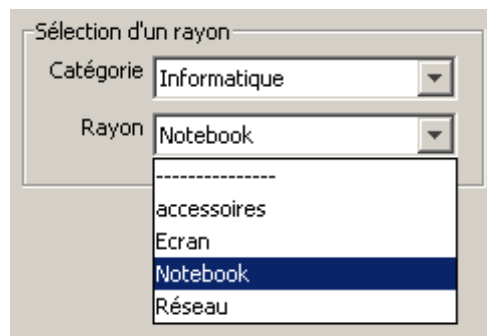 Sélection d'un rayon
Catégorie Informatique
Rayon Notebook
---------------
accessoires
Ecran
Notebook
Réseau